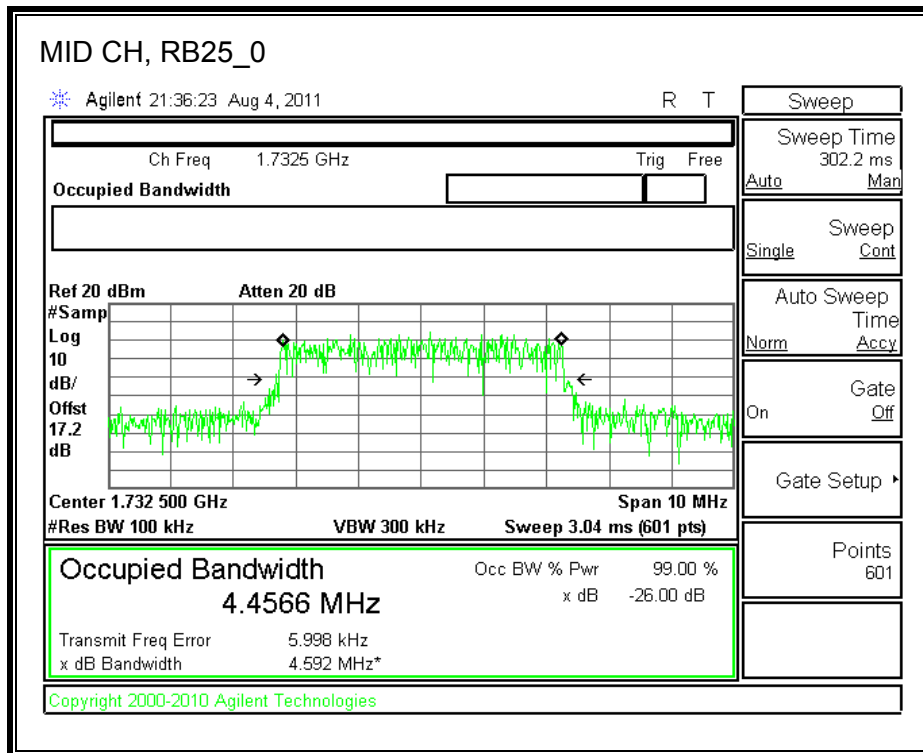 MID CH, RB25_0
Agilent 21:36:23 Aug 4, 2011 R T
Ch Freq 1.7325 GHz Trig Free
Occupied Bandwidth
Ref 20 dBm Atten 20 dB
#Samp
Log
10
dB/
Offst
17.2
dB
Center 1.732 500 GHz Span 10 MHz
#Res BW 100 kHz VBW 300 kHz Sweep 3.04 ms (601 pts)
Occupied Bandwidth Occ BW % Pwr 99.00 %
4.4566 MHz x dB -26.00 dB
Transmit Freq Error 5.998 kHz
x dB Bandwidth 4.592 MHz*
Copyright 2000-2010 Agilent Technologies
Sweep
Sweep Time
302.2 ms
Auto Man
Sweep
Single Cont
Auto Sweep
Time
Norm Accy
Gate
On Off
Gate Setup
Points
601